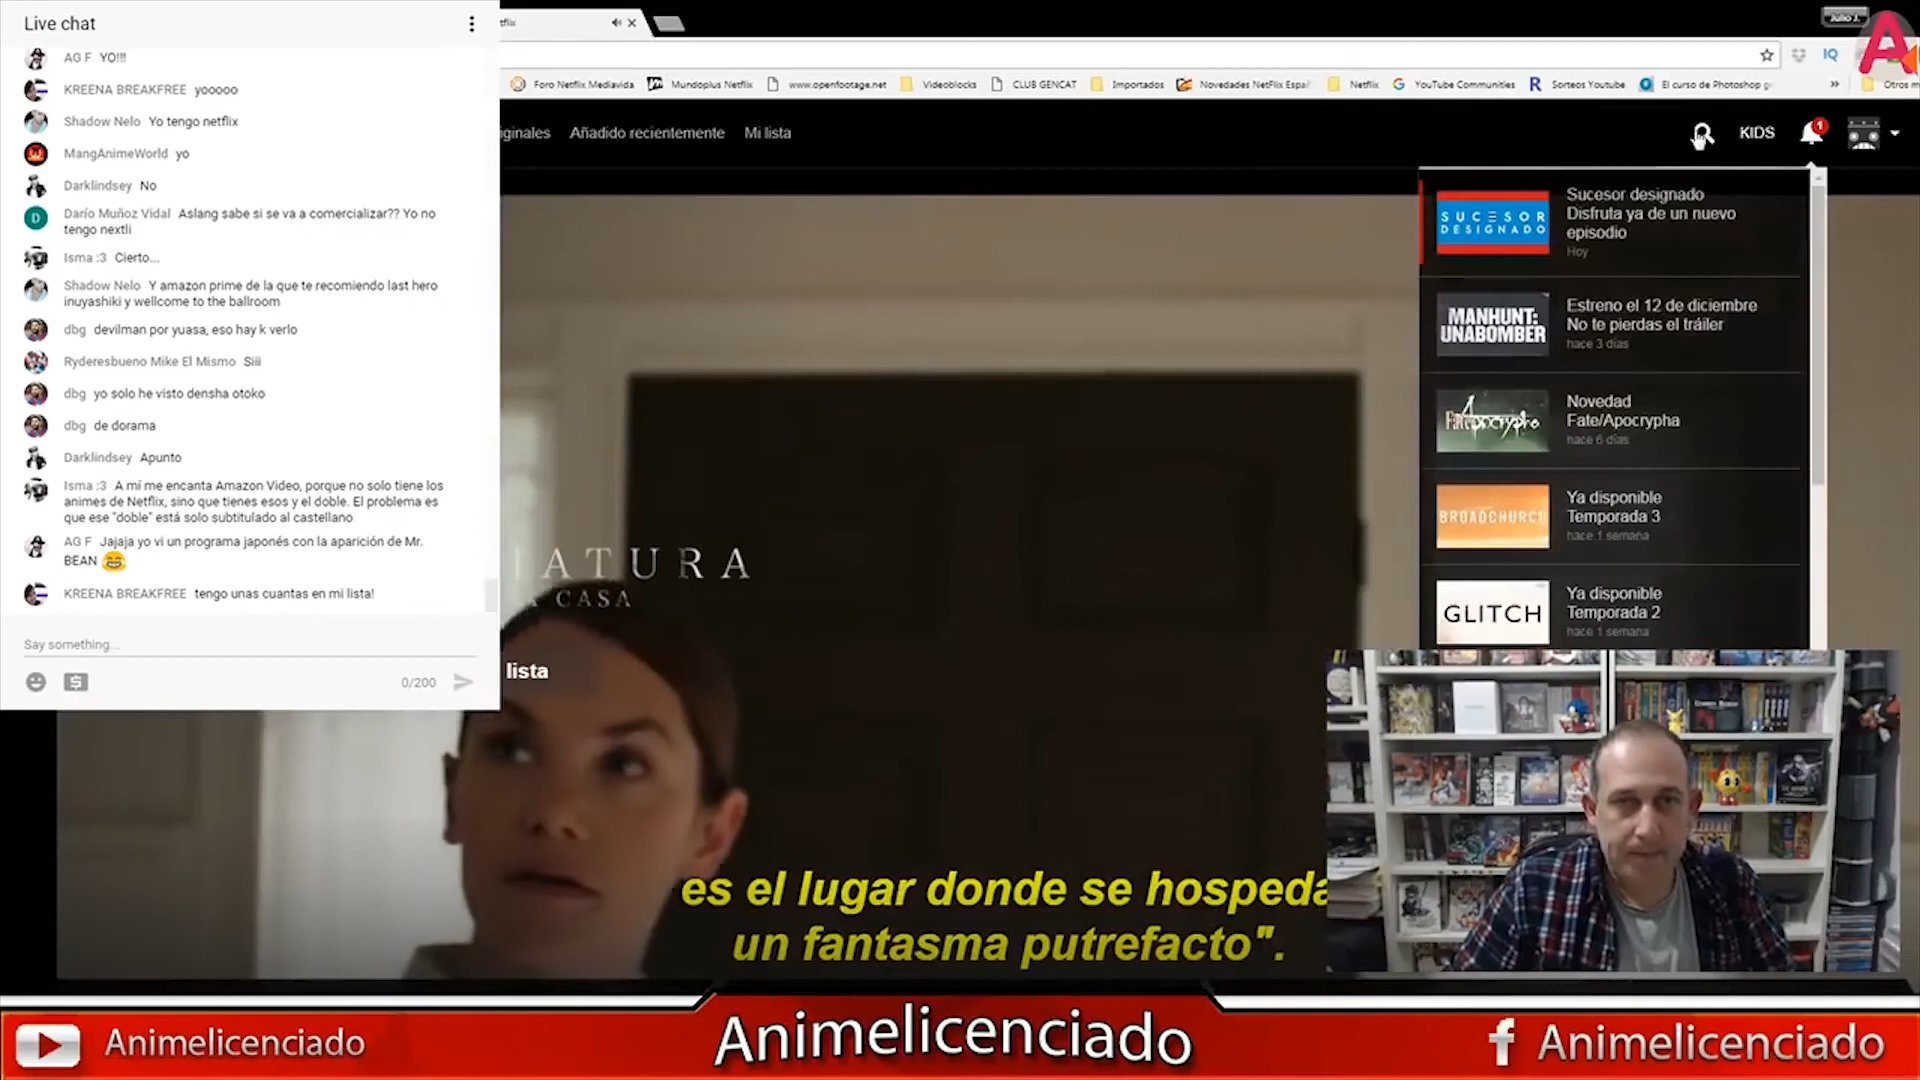 Live chat
AG F YO!!!
KREENA BREAKFREE yooooo
Shadow Nelo Yo tengo netflix
MangAnimeWorld yo
Darklindsey No
Darío Muñoz Vidal Aslang sabe si se va a comercializar?? Yo no
tengo nextli
Isma :3 Cierto...
Shadow Nelo Y amazon prime de la que te recomiendo last hero
inuyashiki y wellcome to the ballroom
dbg devilman por yuasa, eso hay k verlo
Ryderesbueno Mike El Mismo Siii
dbg yo solo he visto densha otoko
dbg de dorama
Darklindsey Apunto
Isma :3 A mí me encanta Amazon Video, porque no solo tiene los
animes de Netflix, sino que tienes esos y el doble. El problema es
que ese "doble" está solo subtitulado al castellano
AG F Jajaja yo vi un programa japonés con la aparición de Mr.
BEAN 😂
KREENA BREAKFREE tengo unas cuantas en mi lista!
Say something...
0/200
tflix
Julio J.
IQ
A
Foro Netflix Mediavida Mundoplus Netflix www.openfootage.net Videoblocks CLUB GENCAT Importados Novedades NetFlix Espai Netflix YouTube Communities Sorteos Youtube El curso de Photoshop Otros m
ginales Añadido recientemente Mi lista
KIDS 1
SUCESOR
DESIGNADO
Sucesor designado
Disfruta ya de un nuevo
episodio
Hoy
MANHUNT:
UNABOMBER
Estreno el 12 de diciembre
No te pierdas el tráiler
hace 3 días
Fate/Apocrypha
Novedad
Fate/Apocrypha
hace 6 días
BROADCHURCH
Ya disponible
Temporada 3
hace 1 semana
GLITCH
Ya disponible
Temporada 2
hace 1 semana
IATURA
A CASA
lista
es el lugar donde se hospeda
un fantasma putrefacto".
Animelicenciado
Animelicenciado
Animelicenciado